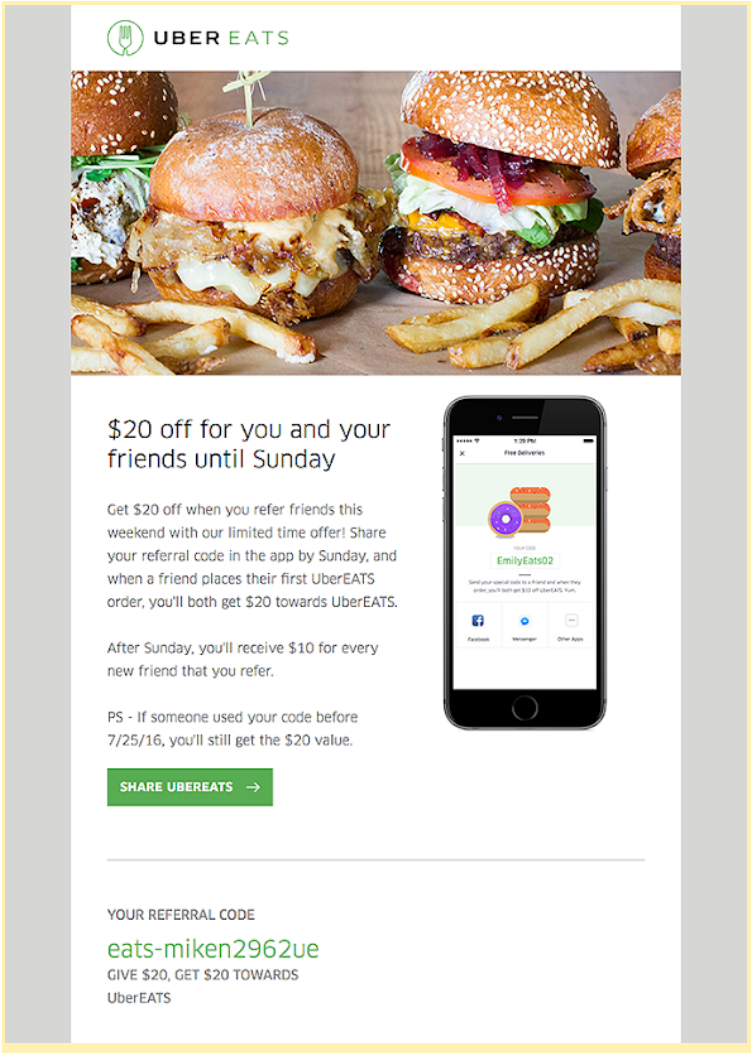 UBER EATS
$20 off for you and your
friends until Sunday
Get $20 off when you refer friends this
weekend with our limited time offer! Share
your referral code in the app by Sunday, and
when a friend places their first UberEATS
order, you'll both get $20 towards UberEATS.
After Sunday, you'll receive $10 for every
new friend that you refer.
PS - If someone used your code before
7/25/16, you'll still get the $20 value.
SHARE UBEREATS →
1:29 PM
Free Deliveries
YOUR CODE
EmilyEats02
Send your special code to a friend and when they
order, you'll both get $10 off UberEATS. Yum.
Facebook
Messenger
Other Apps
YOUR REFERRAL CODE
eats-miken2962ue
GIVE $20, GET $20 TOWARDS
UberEATS